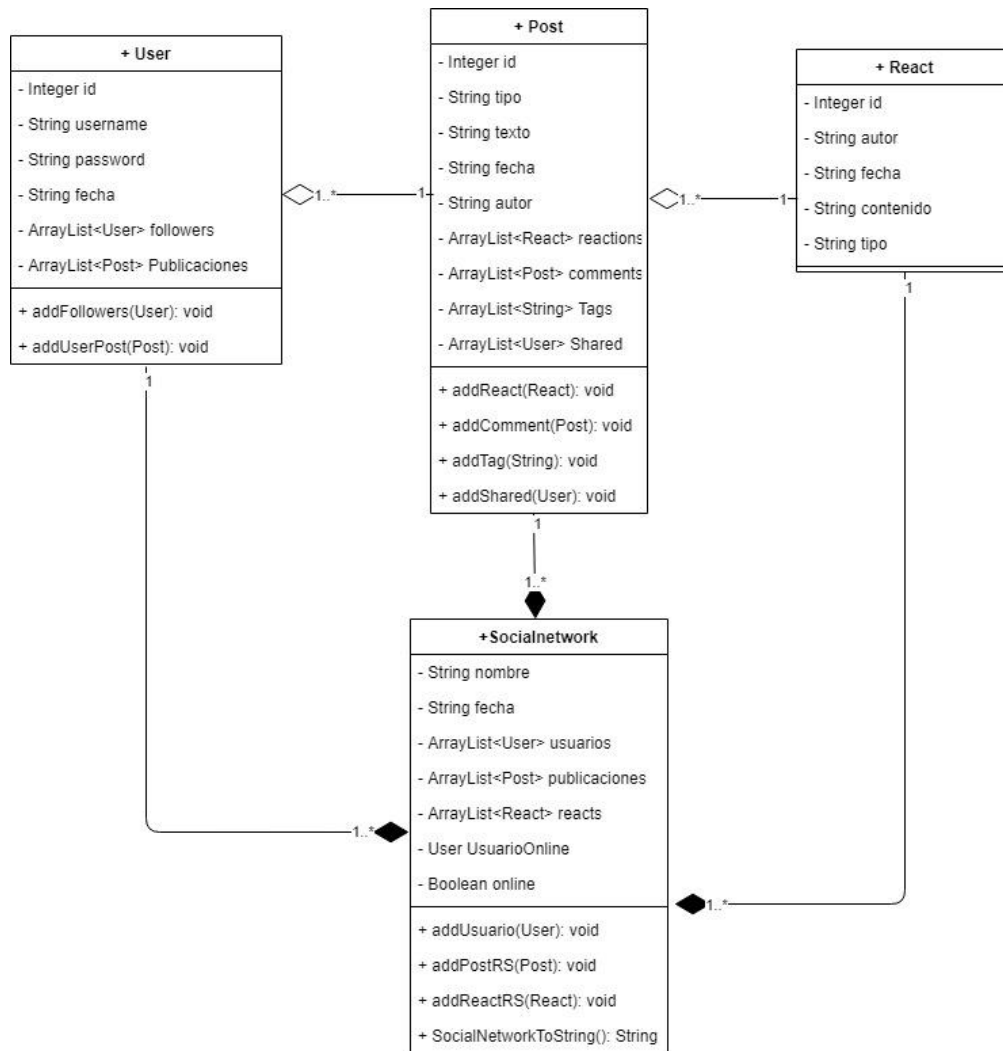 + User
- Integer id
- String username
- String password
- String fecha
- ArrayList<User> followers
- ArrayList<Post> Publicaciones
+ addFollowers(User): void
+ addUserPost(Post): void
1..*
1
+ Post
- Integer id
- String tipo
- String texto
- String fecha
- String autor
- ArrayList<React> reactions
- ArrayList<Post> comments
- ArrayList<String> Tags
- ArrayList<User> Shared
+ addReact(React): void
+ addComment(Post): void
+ addTag(String): void
+ addShared(User): void
1..*
1
+ React
- Integer id
- String autor
- String fecha
- String contenido
- String tipo
1
1
1
1..*
+Socialnetwork
- String nombre
- String fecha
- ArrayList<User> usuarios
- ArrayList<Post> publicaciones
- ArrayList<React> reacts
- User UsuarioOnline
- Boolean online
+ addUsuario(User): void
+ addPostRS(Post): void
+ addReactRS(React): void
+ SocialNetworkToString(): String
1..*
1..*